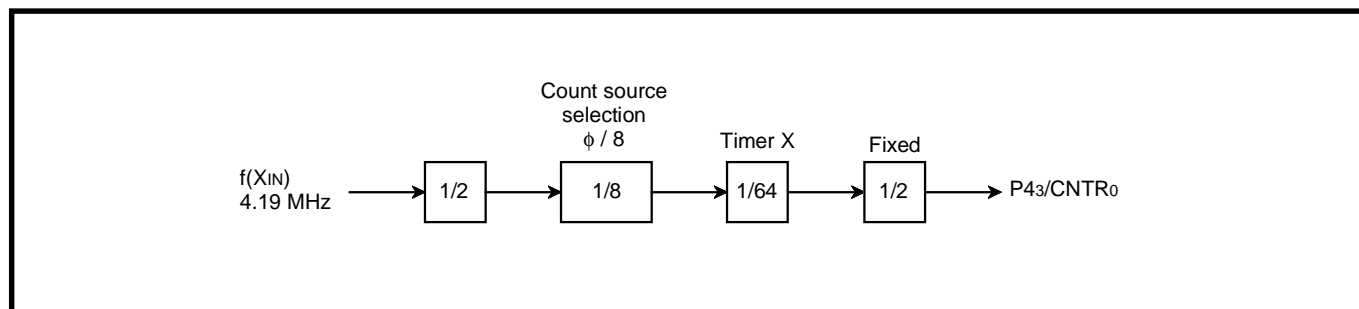 Count source
selection
ϕ / 8
Timer X
Fixed
f(XIN)
4.19 MHz
1/2
1/8
1/64
1/2
P43/CNTR0